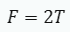 F = 2T